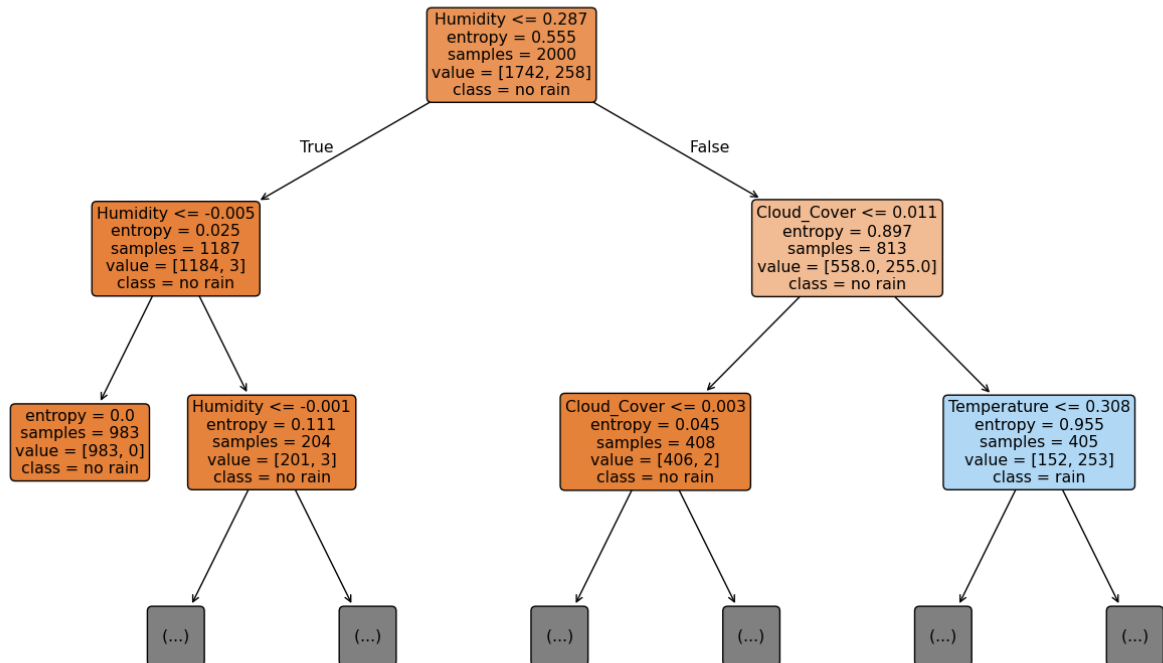 Humidity <= 0.287
entropy = 0.555
samples = 2000
value = [1742, 258]
class = no rain
True
False
Humidity <= -0.005
entropy = 0.025
samples = 1187
value = [1184, 3]
class = no rain
Cloud_Cover <= 0.011
entropy = 0.897
samples = 813
value = [558.0, 255.0]
class = no rain
entropy = 0.0
samples = 983
value = [983, 0]
class = no rain
Humidity <= -0.001
entropy = 0.111
samples = 204
value = [201, 3]
class = no rain
Cloud_Cover <= 0.003
entropy = 0.045
samples = 408
value = [406, 2]
class = no rain
Temperature <= 0.308
entropy = 0.955
samples = 405
value = [152, 253]
class = rain
(...)
(...)
(...)
(...)
(...)
(...)